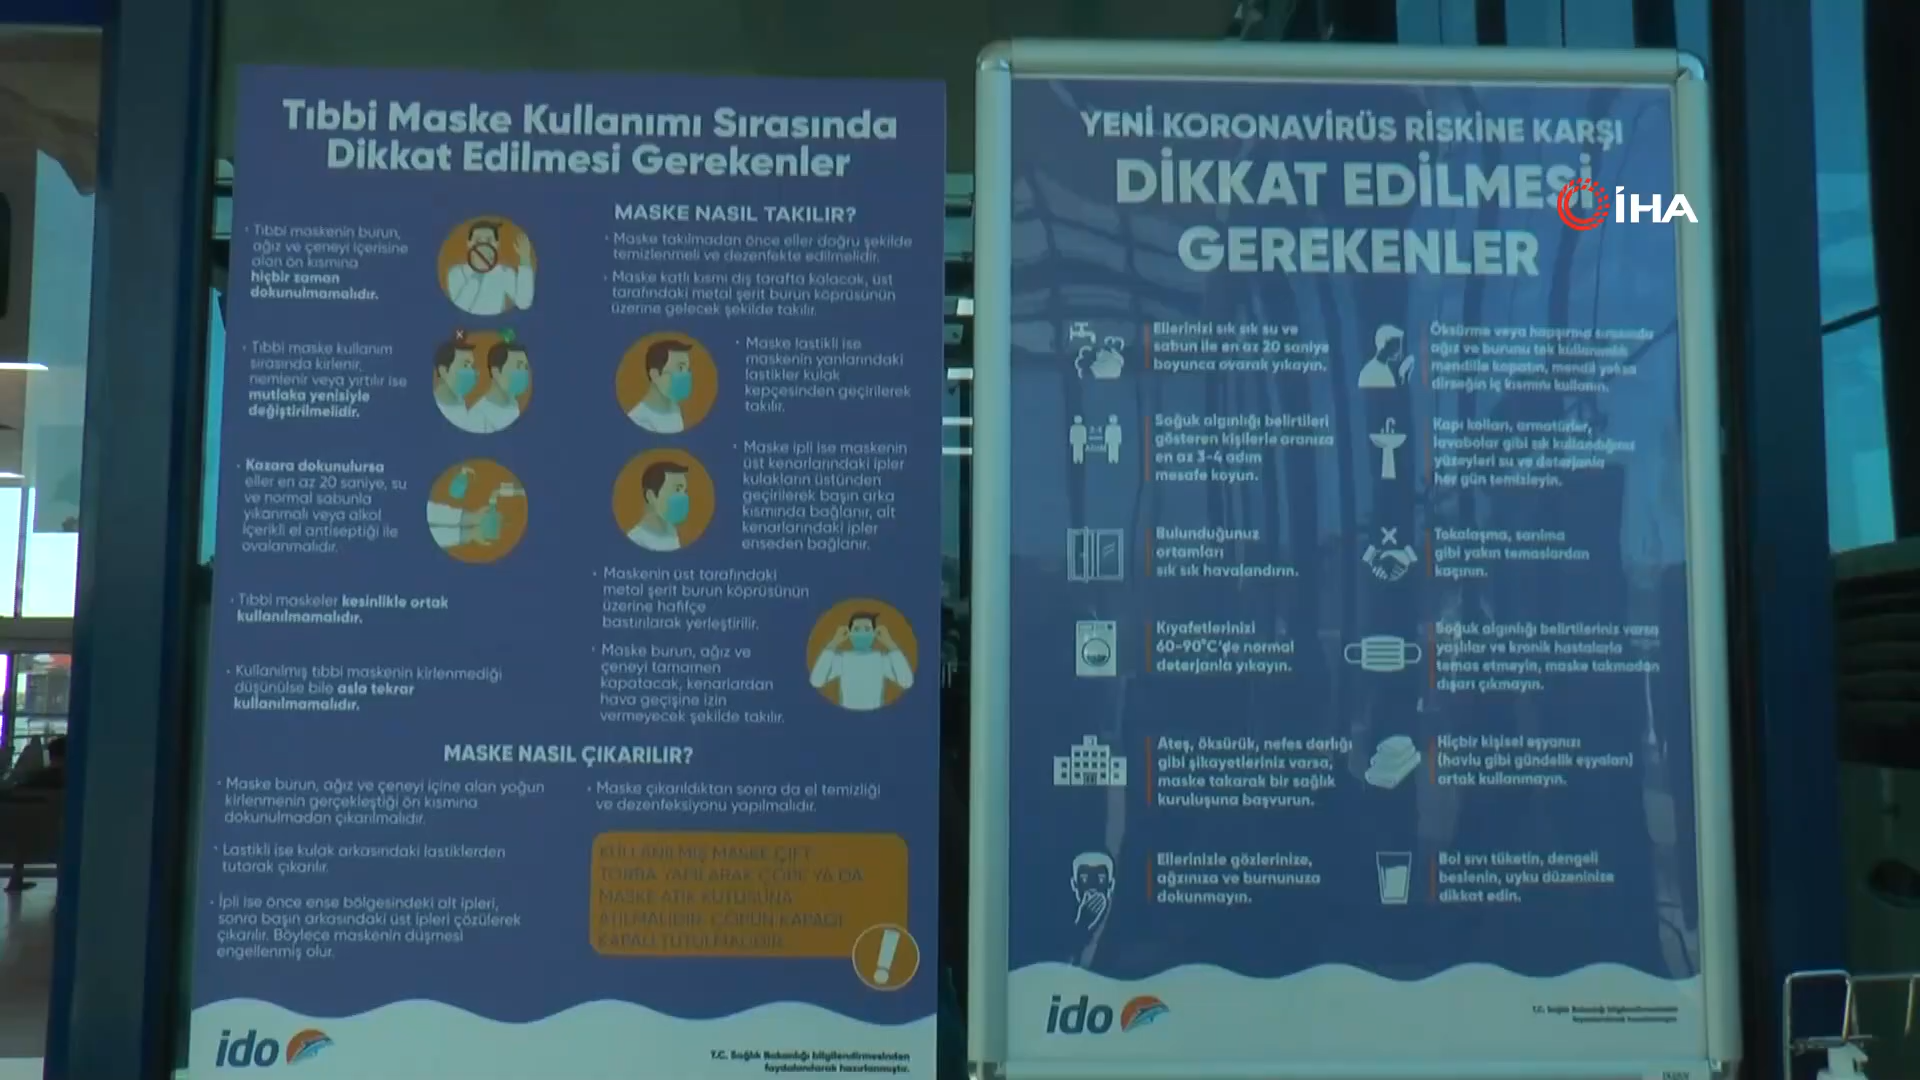 Tıbbi Maske Kullanımı Sırasında
Dikkat Edilmesi Gerekenler
• Tıbbi maskenin burun,
ağız ve çeneyi içerisine
alan ön kısmına
hiçbir zaman
dokunulmamalıdır.
• Tıbbi maske kullanım
sırasında kirlenir,
nemlenir veya yırtılır ise
mutlaka yenisiyle
değiştirilmelidir.
• Kazara dokunulursa
eller en az 20 saniye, su
ve normal sabunla
yıkanmalı veya alkol
içerikli el antiseptiği ile
ovalanmalıdır.
• Tıbbi maskeler kesinlikle ortak
kullanılmamalıdır.
• Kullanılmış tıbbi maskenin kirlenmediği
düşünülse bile asla tekrar
kullanılmamalıdır.
MASKE NASIL TAKILIR?
• Maske takılmadan önce eller doğru şekilde
temizlenmeli ve dezenfekte edilmelidir.
• Maske katlı kısmı dış tarafta kalacak, üst
tarafındaki metal şerit burun köprüsünün
üzerine gelecek şekilde takılır.
• Maske lastikli ise
maskenin yanlarındaki
lastikler kulak
kepçesinden geçirilerek
takılır.
• Maske ipli ise maskenin
üst kenarlarındaki ipler
kulakların üstünden
geçirilerek başın arka
kısmında bağlanır, alt
kenarlarındaki ipler
enseden bağlanır.
• Maskenin üst tarafındaki
metal şerit burun köprüsünün
üzerine hafifçe
bastırılarak yerleştirilir.
• Maske burun, ağız ve
çeneyi tamamen
kapatacak, kenarlardan
hava geçişine izin
vermeyecek şekilde takılır.
MASKE NASIL ÇIKARILIR?
• Maske burun, ağız ve çeneyi içine alan yoğun
kirlenmenin gerçekleştiği ön kısmına
dokunulmadan çıkarılmalıdır.
• Lastikli ise kulak arkasındaki lastiklerden
tutarak çıkarılır.
• İpli ise önce ense bölgesindeki alt ipleri,
sonra başın arkasındaki üst ipleri çözülerek
çıkarılır. Böylece maskenin düşmesi
engellenmiş olur.
• Maske çıkarıldıktan sonra da el temizliği
ve dezenfeksiyonu yapılmalıdır.
KULLANILMIŞ MASKE ÇİFT
TORBA YAPILARAK ÇÖPE YA DA
MASKE ATIK KUTUSUNA
ATILMALIDIR. ÇÖPÜN KAPAĞI
KAPALI TUTULMALIDIR.
ido
T.C. Sağlık Bakanlığı bilgilendirmesinden
faydalanılarak hazırlanmıştır.
YENİ KORONAVİRÜS RİSKİNE KARŞI
DİKKAT EDİLMESİ
GEREKENLER
İHA
Ellerinizi sık sık su ve
sabun ile en az 20 saniye
boyunca ovarak yıkayın.
Soğuk algınlığı belirtileri
gösteren kişilerle aranıza
en az 3-4 adım
mesafe koyun.
Bulunduğunuz
ortamları
sık sık havalandırın.
Kıyafetlerinizi
60-90°C'de normal
deterjanla yıkayın.
Ateş, öksürük, nefes darlığı
gibi şikayetleriniz varsa,
maske takarak bir sağlık
kuruluşuna başvurun.
Ellerinizle gözlerinize,
ağzınıza ve burnunuza
dokunmayın.
Öksürme veya hapşırma sırasında
ağız ve burunu tek kullanımlık
mendille kapatın, mendil yoksa
dirseğin iç kısmını kullanın.
Kapı kolları, armatürler,
lavabolar gibi sık kullandığınız
yüzeyleri su ve deterjanla
her gün temizleyin.
Tokalaşma, sarılma
gibi yakın temaslardan
kaçının.
Soğuk algınlığı belirtileriniz varsa
yaşlılar ve kronik hastalarla
temas etmeyin, maske takmadan
dışarı çıkmayın.
Hiçbir kişisel eşyanızı
(havlu gibi gündelik eşyaları)
ortak kullanmayın.
Bol sıvı tüketin, dengeli
beslenin, uyku düzeninize
dikkat edin.
ido
T.C. Sağlık Bakanlığı bilgilendirmesinden
faydalanılarak hazırlanmıştır.